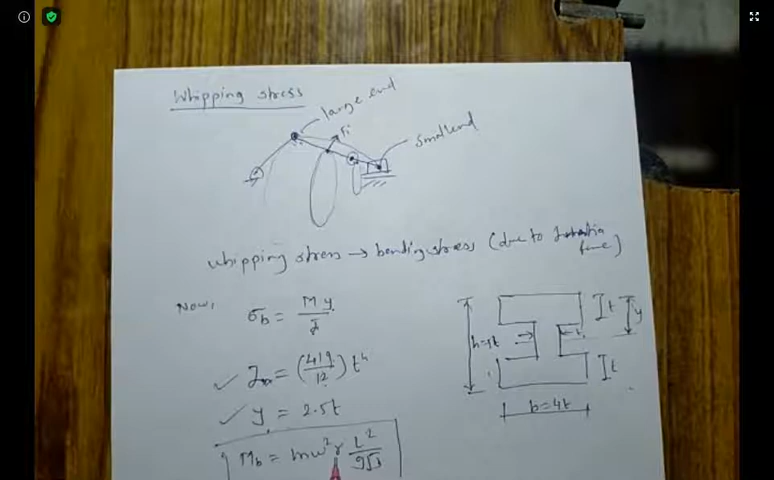 Whipping stress
large end
Fi
small end
Whipping stress → bending stress (due to Inertia force)
Now,
σb = M y / I
Ixx = (419/12) t⁴
y = 2.5t
Mb = mω²r L²/9√3
t
y
h=5t
t
t
b=4t